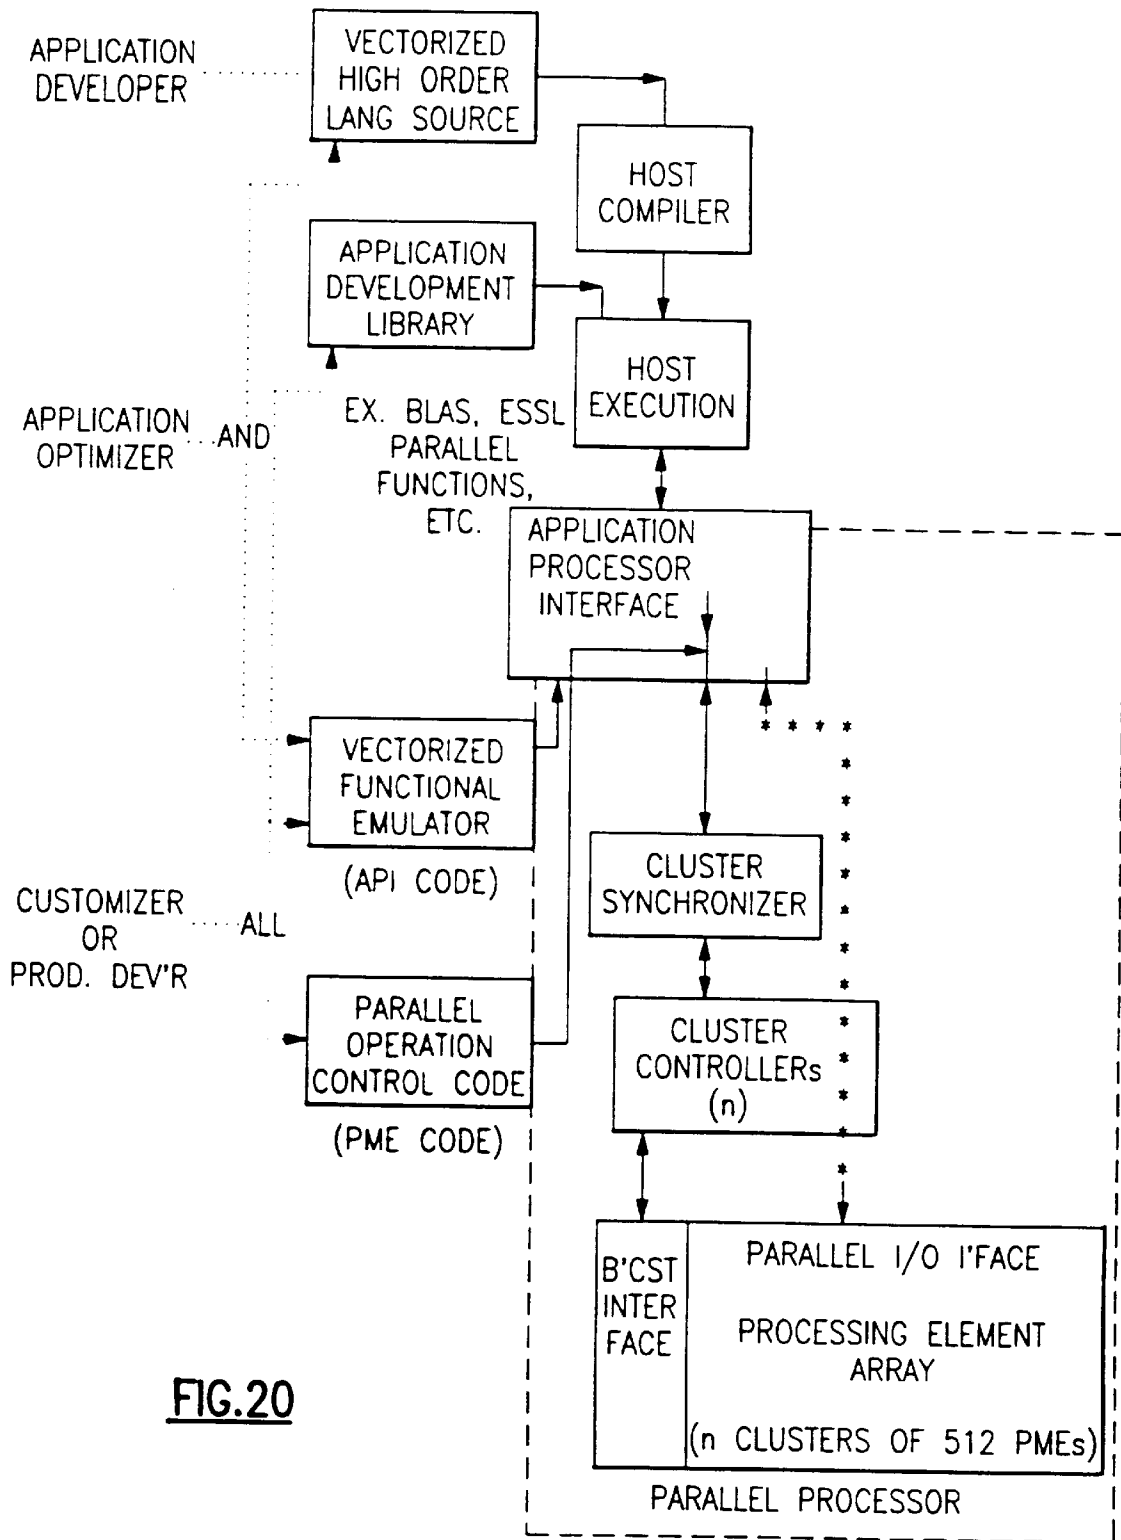 APPLICATION
DEVELOPER
VECTORIZED
HIGH ORDER
LANG SOURCE
HOST
COMPILER
APPLICATION
DEVELOPMENT
LIBRARY
HOST
EXECUTION
APPLICATION
OPTIMIZER
AND
EX. BLAS, ESSL
PARALLEL
FUNCTIONS,
ETC.
APPLICATION
PROCESSOR
INTERFACE
VECTORIZED
FUNCTIONAL
EMULATOR
(API CODE)
CLUSTER
SYNCHRONIZER
CUSTOMIZER
OR
PROD. DEV'R
ALL
PARALLEL
OPERATION
CONTROL CODE
(PME CODE)
CLUSTER
CONTROLLERs
(n)
B'CST
INTER
FACE
PARALLEL I/O I'FACE
PROCESSING ELEMENT
ARRAY
(n CLUSTERS OF 512 PMEs)
PARALLEL PROCESSOR
FIG.20